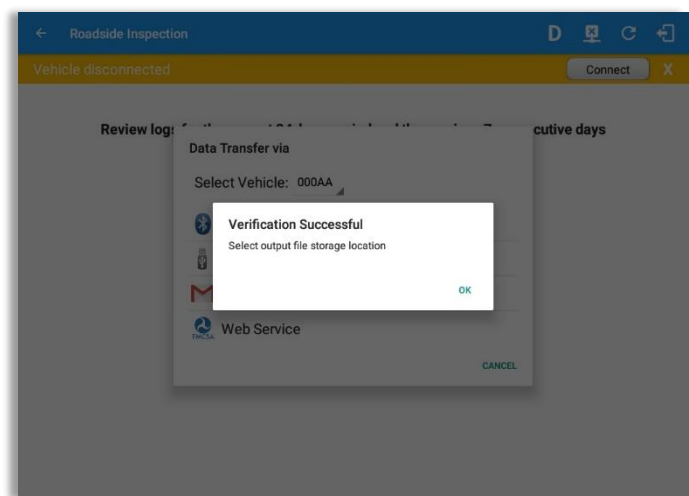 Roadside Inspection
D
Vehicle disconnected
Connect
X
Review logs cutive days
Data Transfer via
Select Vehicle: 000AA
Verification Successful
Select output file storage location
OK
Web Service
FMCSA
CANCEL